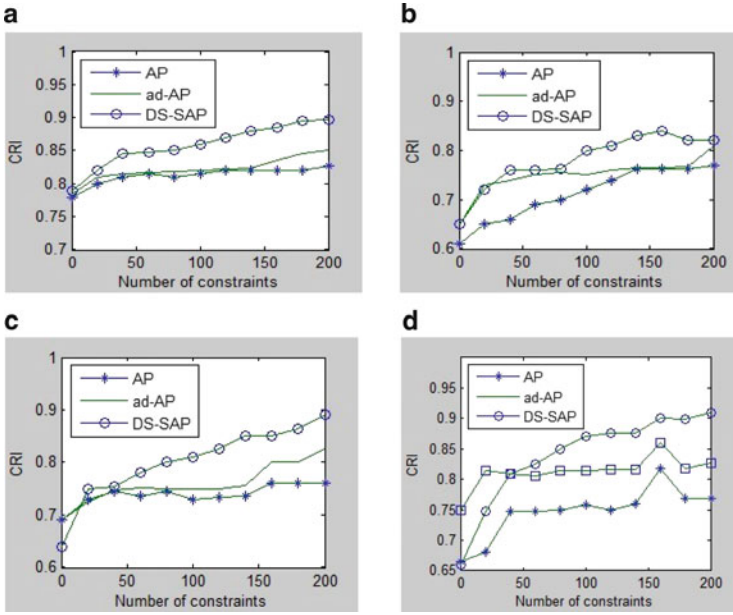 a
1
0.95
0.9
0.85
0.8
0.75
0.7
CRI
AP
ad-AP
DS-SAP
0
50
100
150
200
Number of constraints
b
1
0.9
0.8
0.7
0.6
CRI
AP
ad-AP
DS-SAP
0
50
100
150
200
Number of constraints
c
1
0.9
0.8
0.7
0.6
CRI
AP
ad-AP
DS-SAP
0
50
100
150
200
Number of constraints
d
0.95
0.9
0.85
0.8
0.75
0.7
0.65
CRI
AP
ad-AP
DS-SAP
0
50
100
150
200
Number of constraints